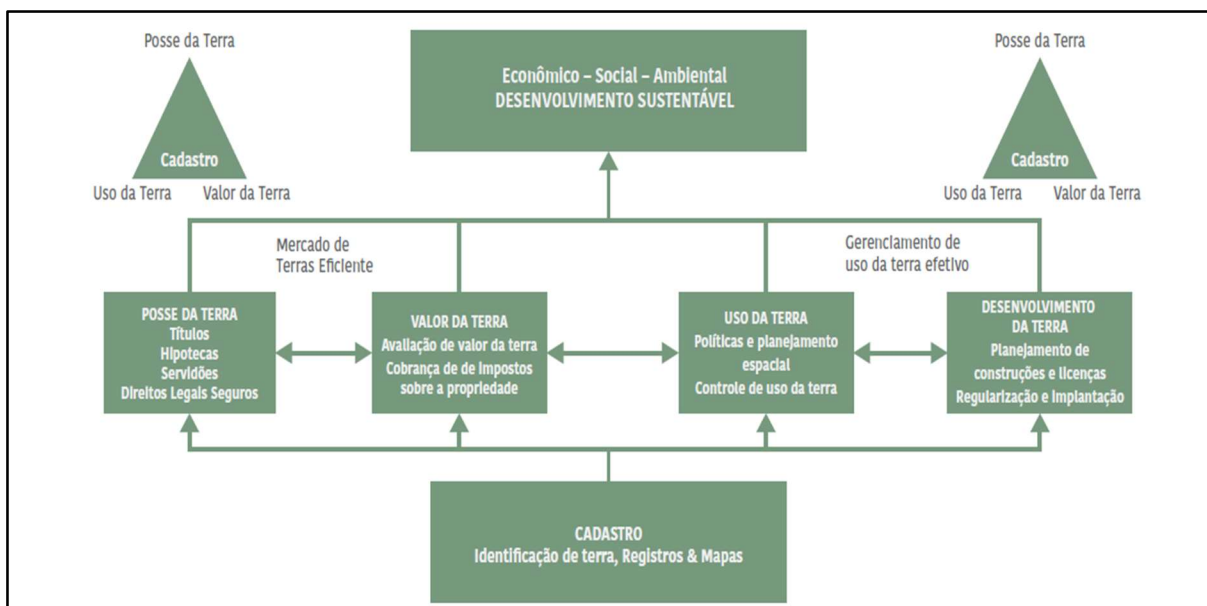 Posse da Terra
Cadastro
Uso da Terra
Valor da Terra
Econômico – Social – Ambiental
DESENVOLVIMENTO SUSTENTÁVEL
Posse da Terra
Cadastro
Uso da Terra
Valor da Terra
Mercado de
Terras Eficiente
Gerenciamento de
uso da terra efetivo
POSSE DA TERRA
Títulos
Hipotecas
Servidões
Direitos Legais Seguros
VALOR DA TERRA
Avaliação de valor da terra
Cobrança de de impostos
sobre a propriedade
USO DA TERRA
Políticas e planejamento
espacial
Controle de uso da terra
DESENVOLVIMENTO
DA TERRA
Planejamento de
construções e licenças
Regularização e implantação
CADASTRO
Identificação de terra, Registros & Mapas